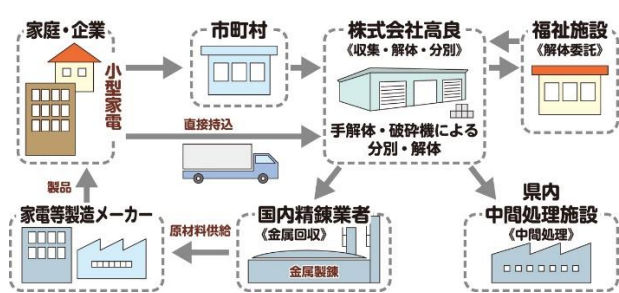 家庭・企業
市町村
株式会社高良
《収集・解体・分別》
福祉施設
《解体委託》
小型家電
直接持込
手解体・破砕機による
分別・解体
製品
家電等製造メーカー
原材料供給
国内精錬業者
《金属回収》
金属製錬
県内
中間処理施設
《中間処理》